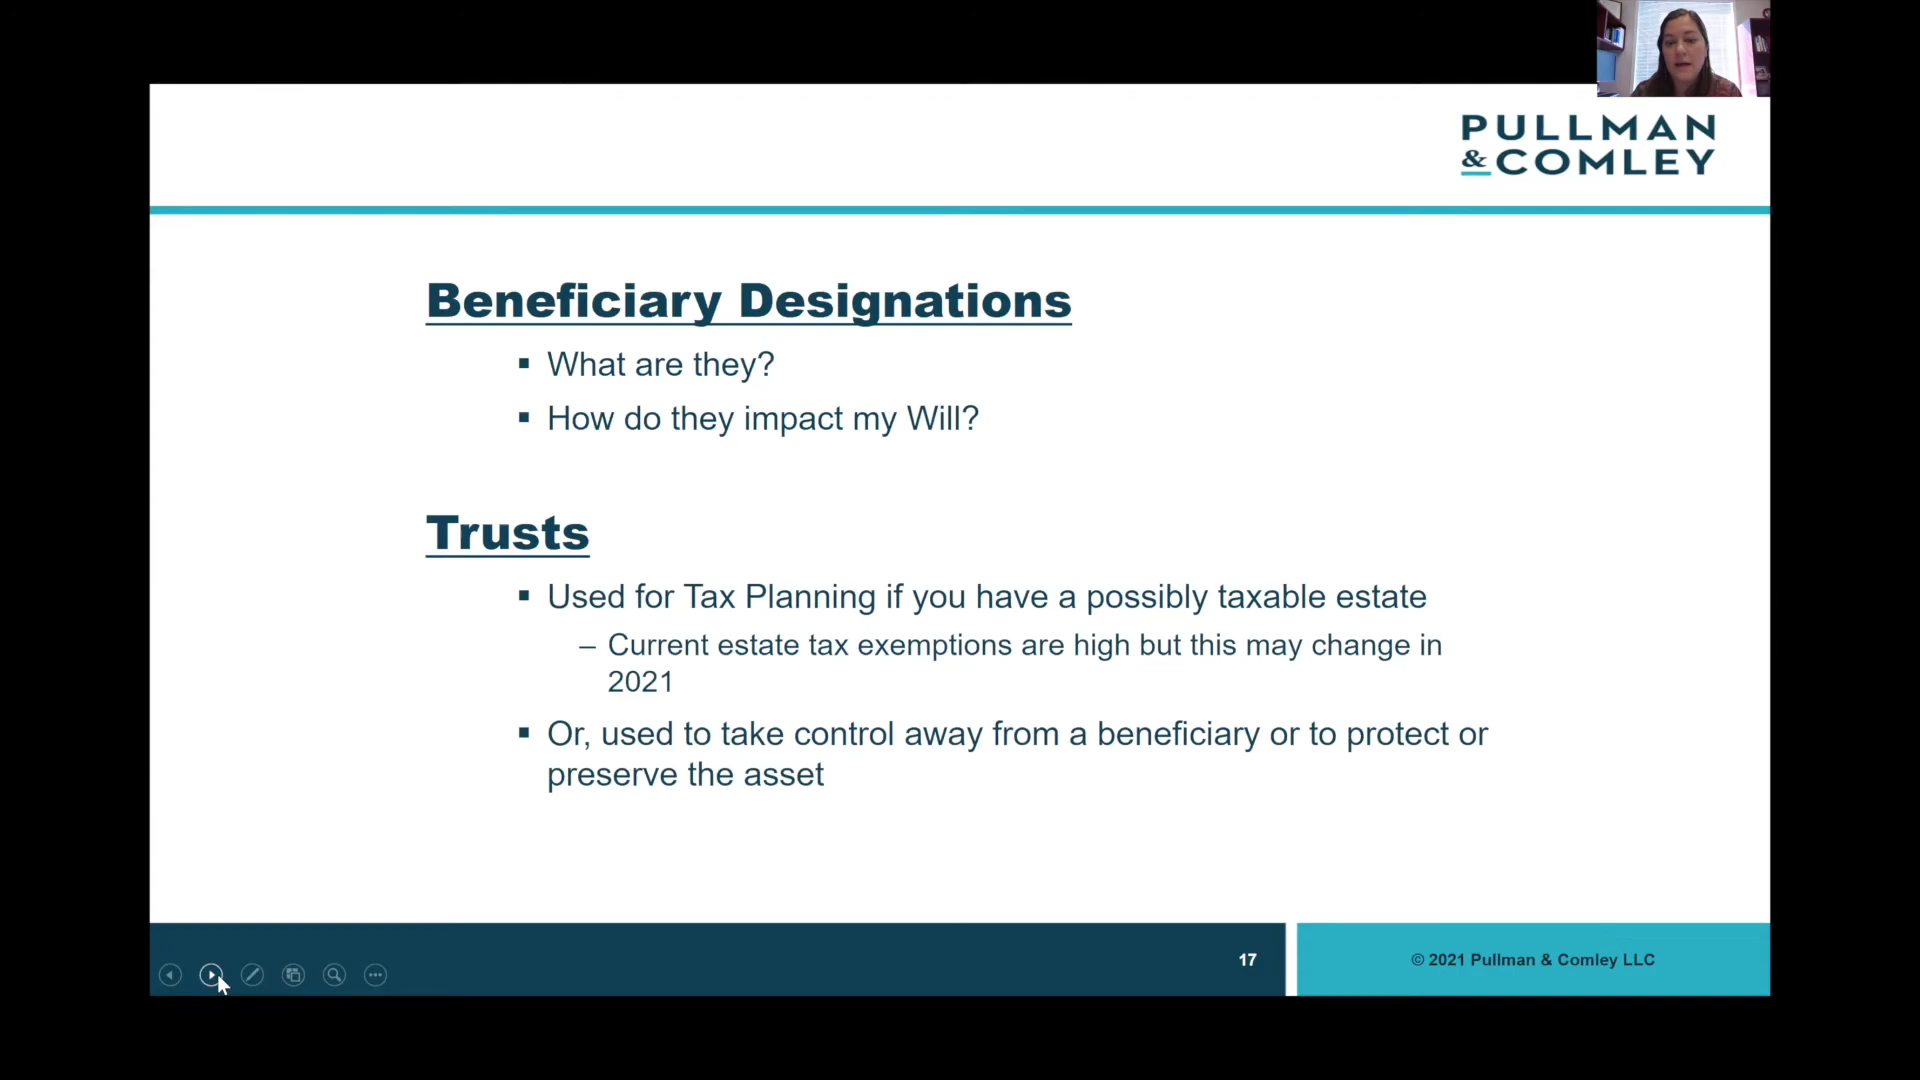 PULLMAN
& COMLEY
Beneficiary Designations
▪ What are they?
▪ How do they impact my Will?
Trusts
▪ Used for Tax Planning if you have a possibly taxable estate
– Current estate tax exemptions are high but this may change in
2021
▪ Or, used to take control away from a beneficiary or to protect or
preserve the asset
17
© 2021 Pullman & Comley LLC